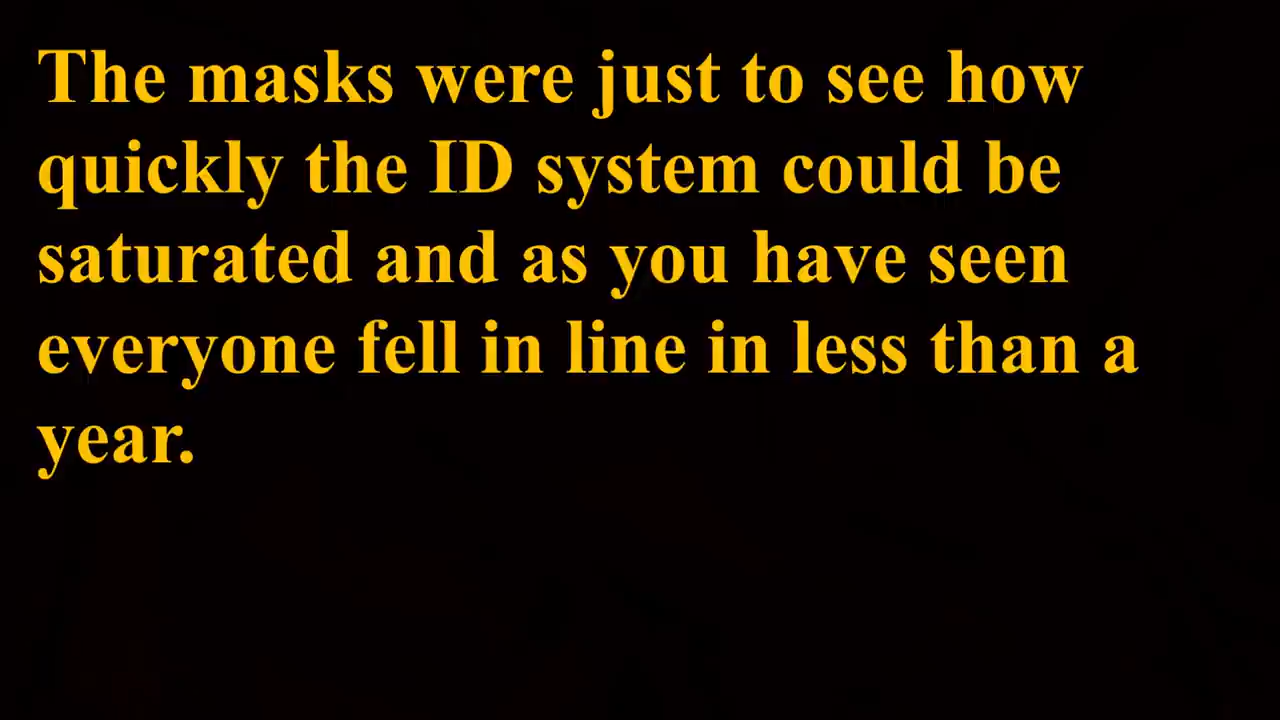 The masks were just to see how
quickly the ID system could be
saturated and as you have seen
everyone fell in line in less than a
year.